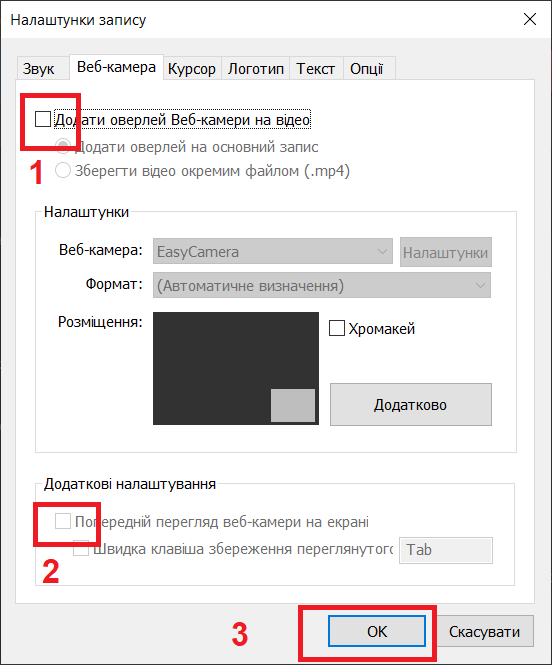 Налаштунки запису
Звук Веб-камера Курсор Логотип Текст Опції
Додати оверлей Веб-камери на відео
Додати оверлей на основний запис
1 Зберегти відео окремим файлом (.mp4)
Налаштунки
Веб-камера: EasyCamera Налаштунки
Формат: (Автоматичне визначення)
Розміщення: Хромакей
Додатково
Додаткові налаштування
Попередній перегляд веб-камери на екрані
2 Швидка клавіша збереження переглянутого Tab
3 OK Скасувати